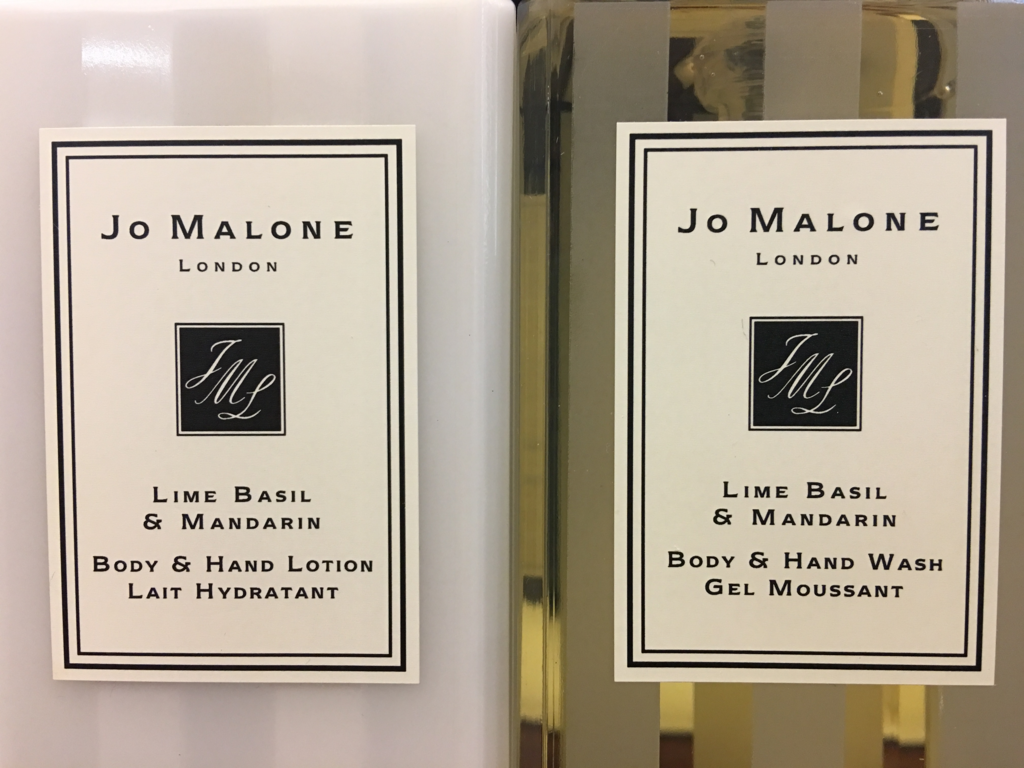 Jo Malone
London
JML
Lime Basil
& Mandarin
Body & Hand Lotion
Lait Hydratant
Jo Malone
London
JML
Lime Basil
& Mandarin
Body & Hand Wash
Gel Moussant